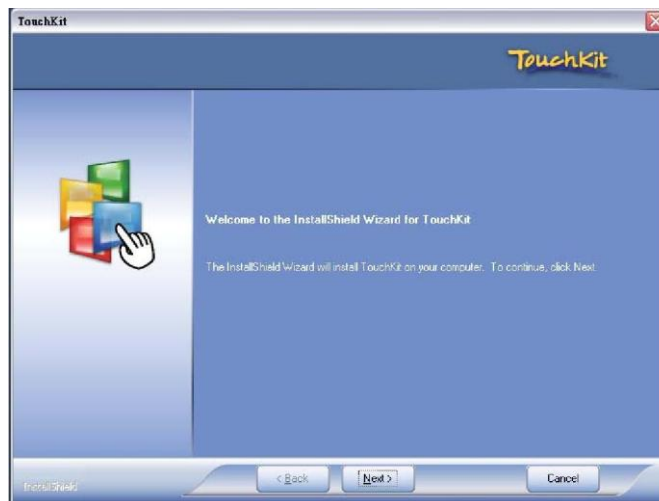 TouchKit
TouchKit
Welcome to the InstallShield Wizard for TouchKit
The InstallShield Wizard will install TouchKit on your computer. To continue, click Next
< Back
Next >
Cancel
InstallShield